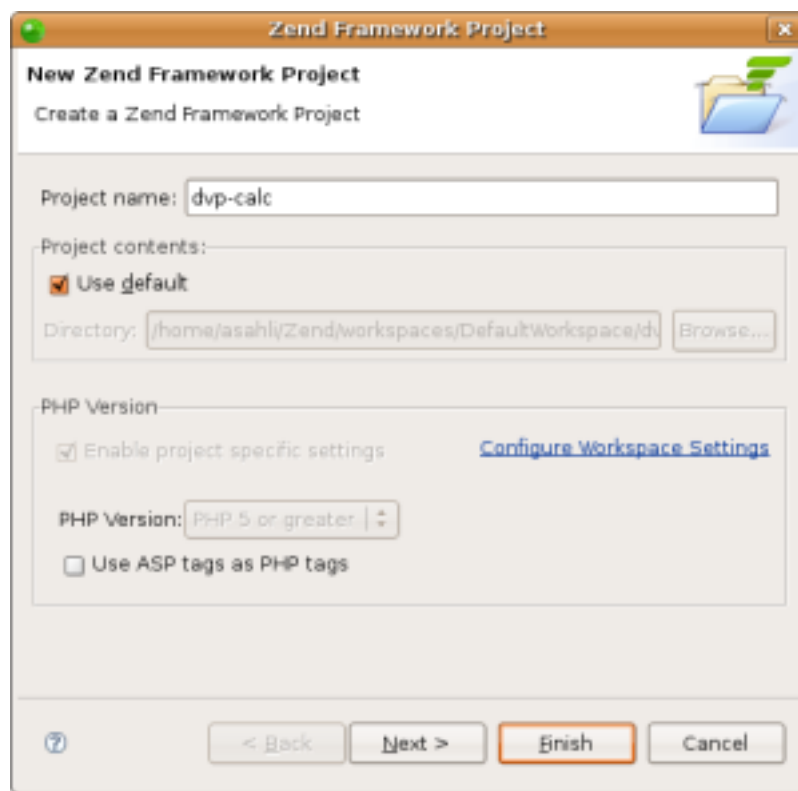 Zend Framework Project
New Zend Framework Project
Create a Zend Framework Project
Project name: dvp-calc
Project contents:
Use default
Directory: /home/asahli/Zend/workspaces/DefaultWorkspace/dv Browse...
PHP Version
Enable project specific settings Configure Workspace Settings
PHP Version: PHP 5 or greater
Use ASP tags as PHP tags
? < Back Next > Finish Cancel